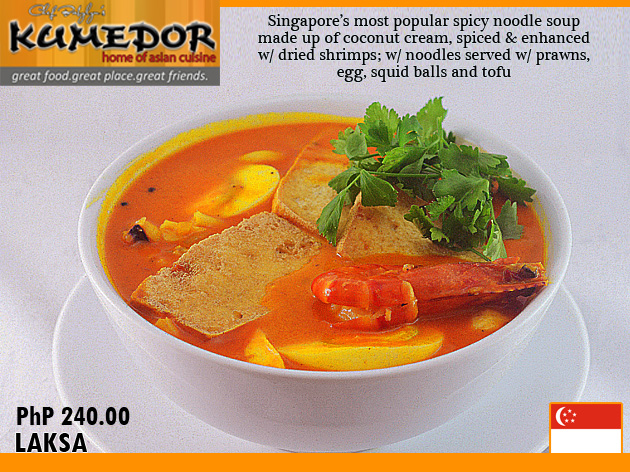 KUMEDOR
home of asian cuisine
great food.great place.great friends.
Singapore's most popular spicy noodle soup
made up of coconut cream, spiced & enhanced
w/ dried shrimps; w/ noodles served w/ prawns,
egg, squid balls and tofu
PhP 240.00
LAKSA